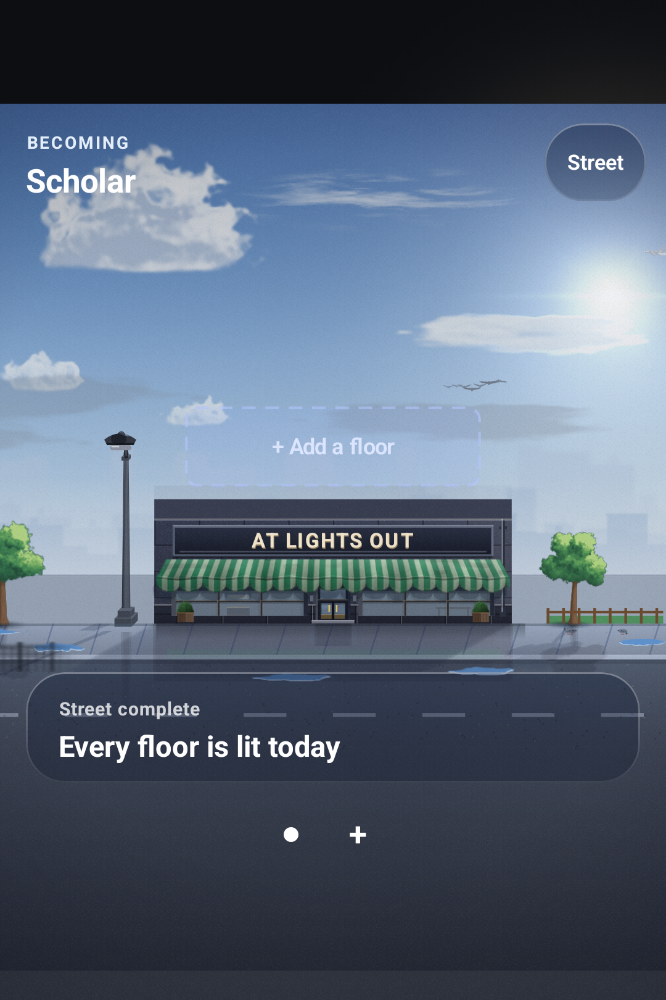 BECOMING
Scholar
Street
+ Add a floor
AT LIGHTS OUT
Street complete
Every floor is lit today
+